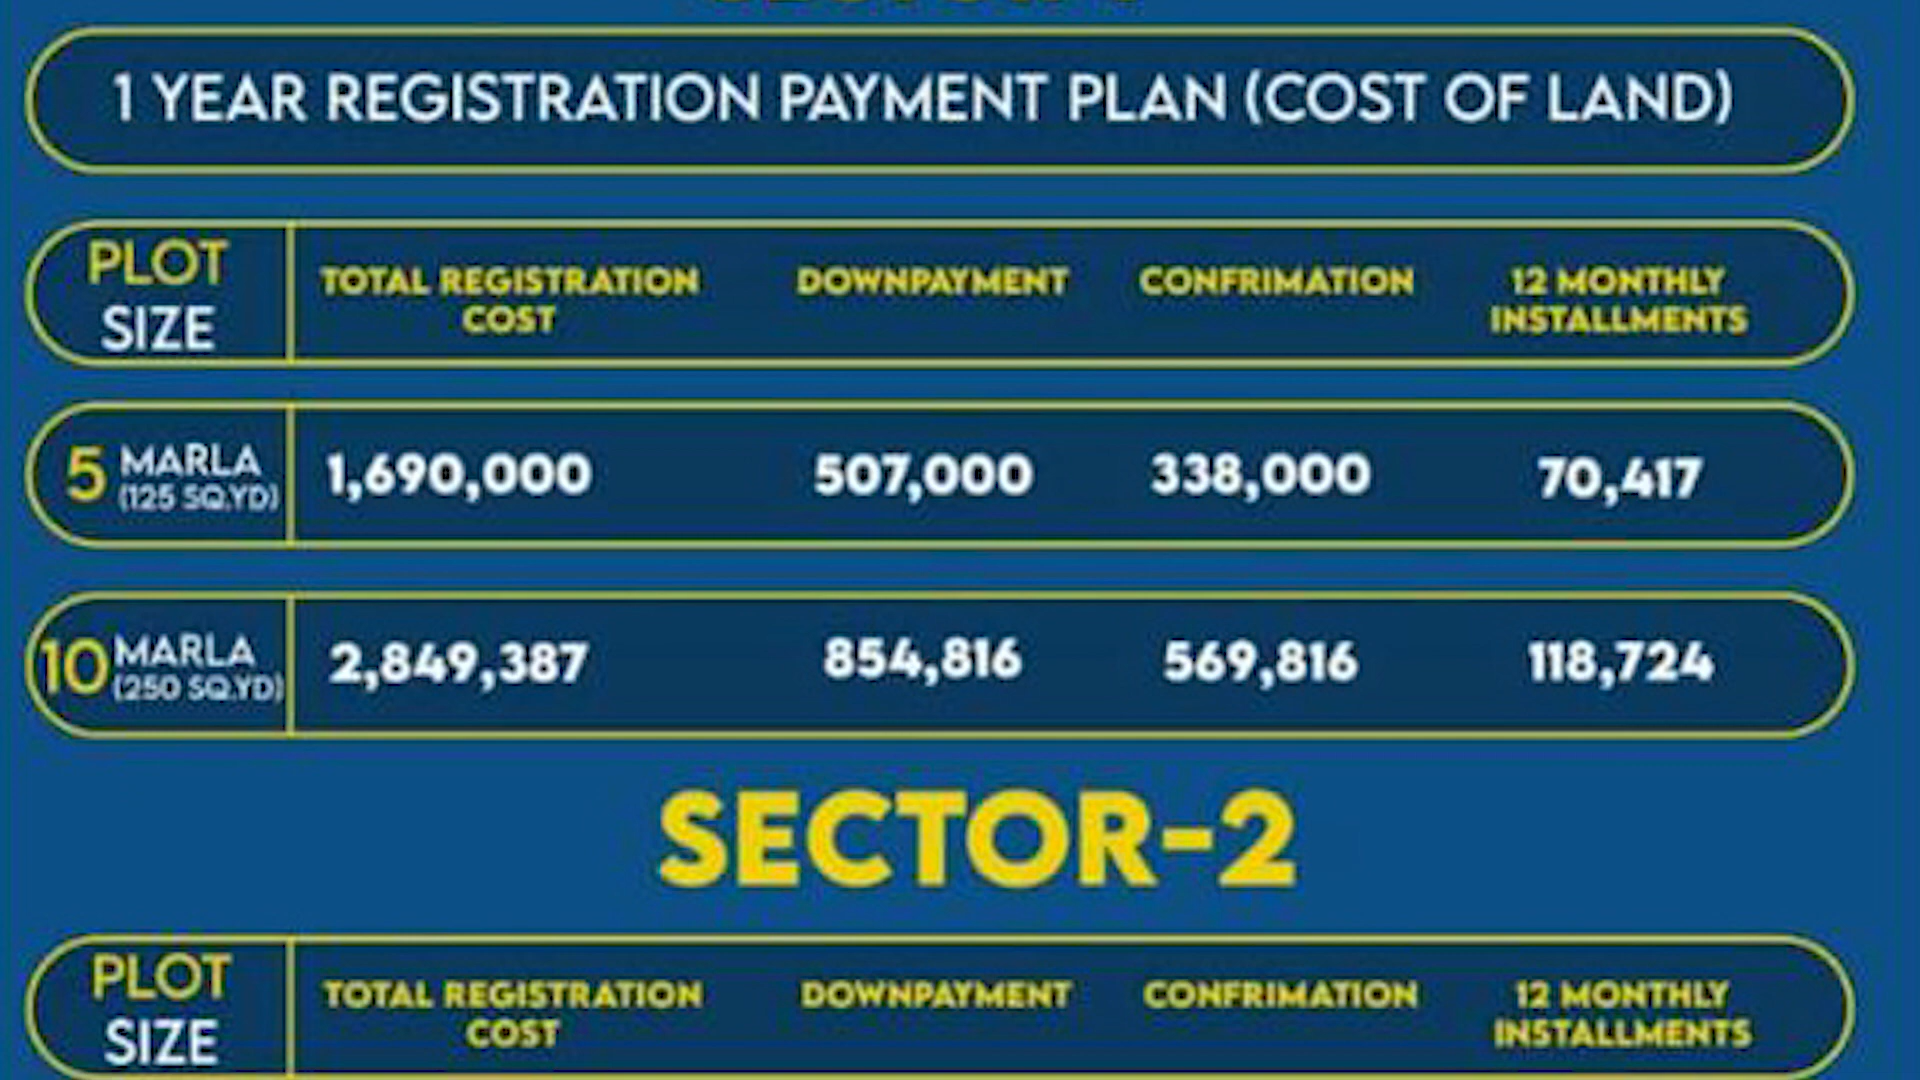 1 YEAR REGISTRATION PAYMENT PLAN (COST OF LAND)
PLOT SIZE
TOTAL REGISTRATION COST
DOWNPAYMENT
CONFRIMATION
12 MONTHLY INSTALLMENTS
5 MARLA (125 SQ.YD)
1,690,000
507,000
338,000
70,417
10 MARLA (250 SQ.YD)
2,849,387
854,816
569,816
118,724
SECTOR-2
PLOT SIZE
TOTAL REGISTRATION COST
DOWNPAYMENT
CONFRIMATION
12 MONTHLY INSTALLMENTS